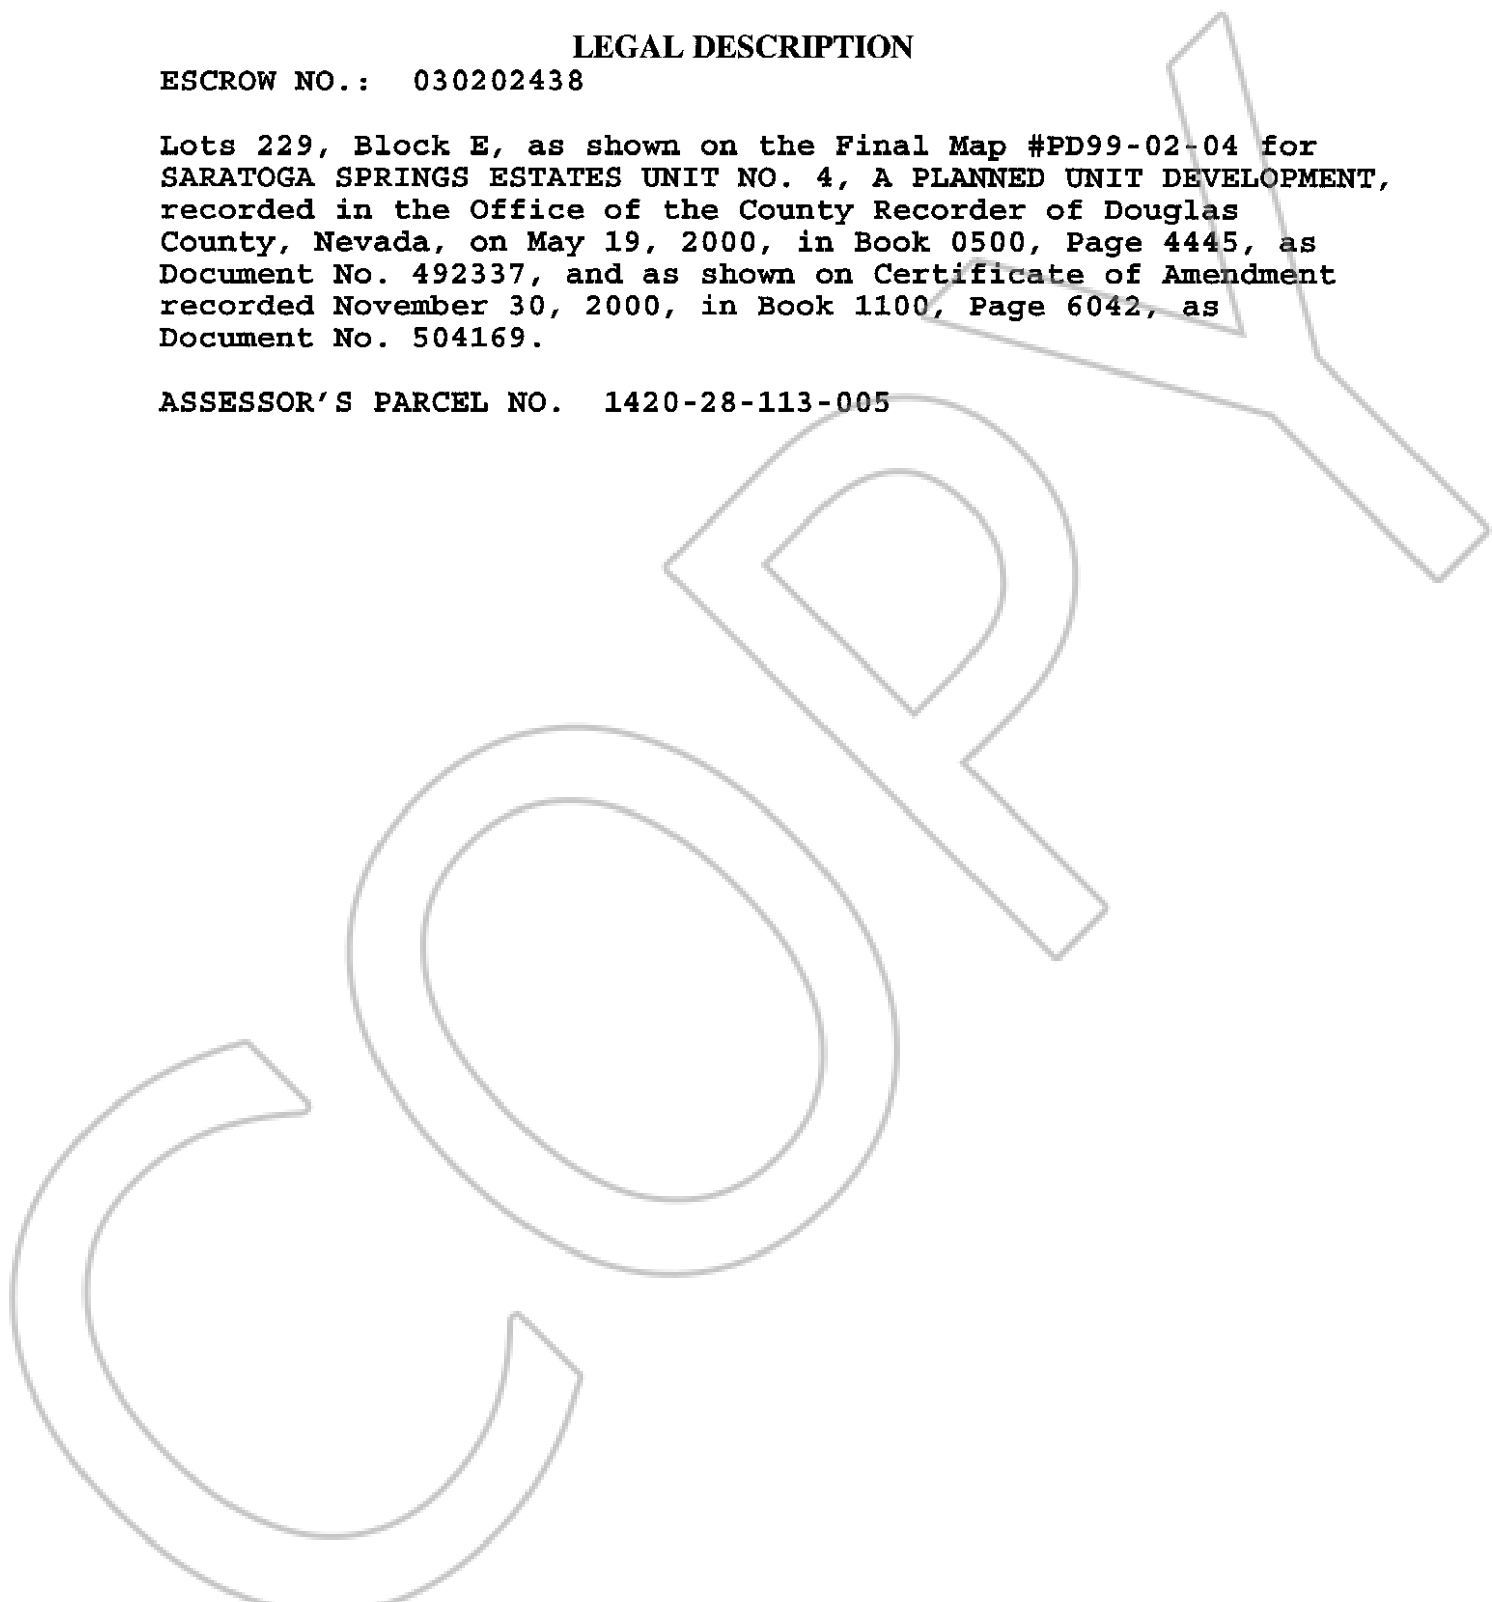 LEGAL DESCRIPTION
ESCROW NO.: 030202438
Lots 229, Block E, as shown on the Final Map #PD99-02-04 for
SARATOGA SPRINGS ESTATES UNIT NO. 4, A PLANNED UNIT DEVELOPMENT,
recorded in the Office of the County Recorder of Douglas
County, Nevada, on May 19, 2000, in Book 0500, Page 4445, as
Document No. 492337, and as shown on Certificate of Amendment
recorded November 30, 2000, in Book 1100, Page 6042, as
Document No. 504169.
ASSESSOR'S PARCEL NO. 1420-28-113-005
COPY